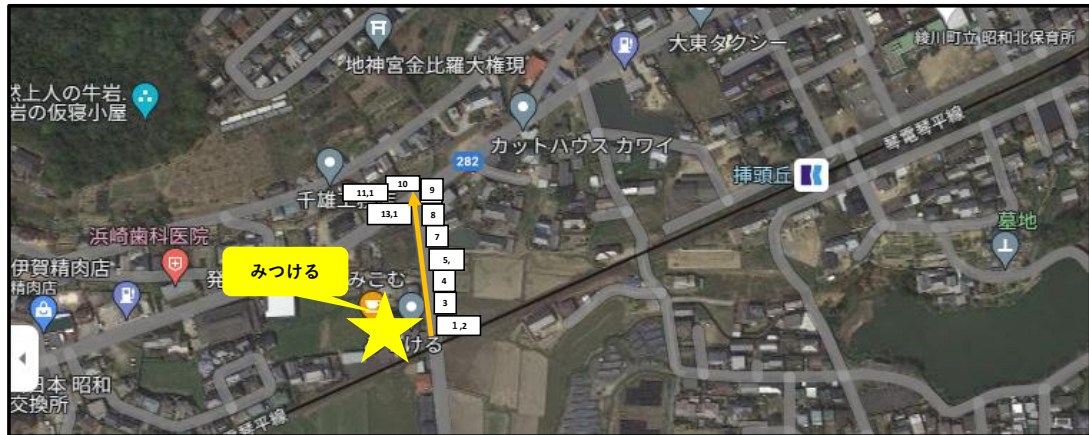 大東タクシー
綾川町立 昭和北保育所
地神宮金比羅大権現
然上人の牛岩.
岩の仮寝小屋
琴電琴平線
カットハウス カワイ
282
挿頭丘
10
9
11,1
千雄
13,1
8
墓地
浜崎歯科医院
7
伊賀精肉店
精肉店
みつける
みこむ
5,
4
3
1 ,2
ける
日本 昭和
交換所
電琴平線